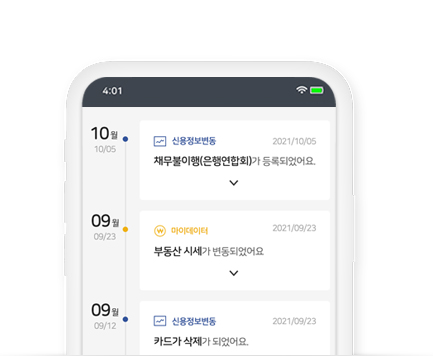 4:01
10월
10/05
신용정보변동 2021/10/05
채무불이행(은행연합회)가 등록되었어요.
09월
09/23
마이데이터 2021/09/23
부동산 시세가 변동되었어요
09월
09/12
신용정보변동 2021/09/23
카드가 삭제가 되었어요.